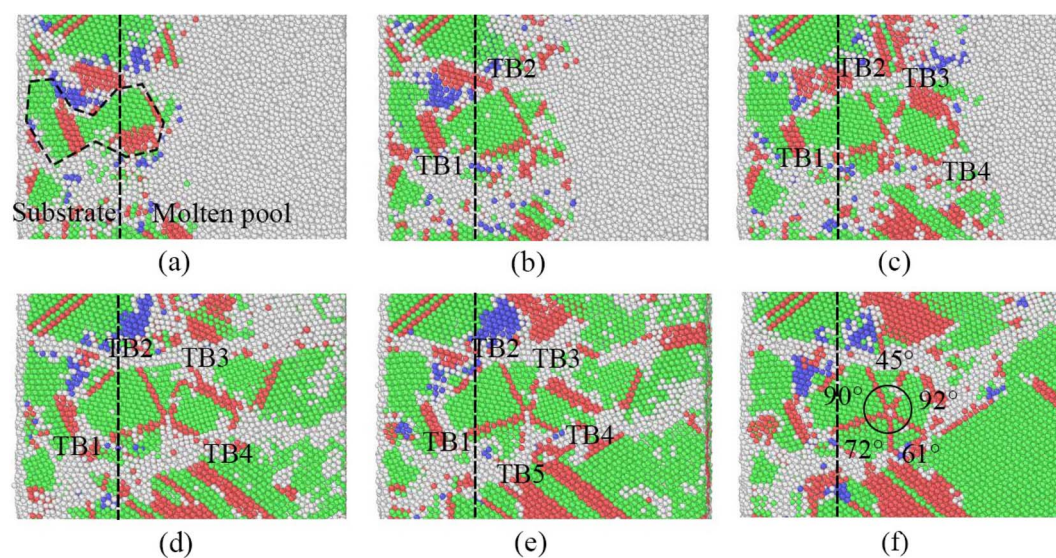 TB2
TB2
TB3
TB1
TB1
TB4
Substrate
Molten pool
(a)
(b)
(c)
TB2
TB3
TB2
TB3
45°
90°
92°
TB1
TB4
TB1
TB4
TB5
72°
61°
(d)
(e)
(f)